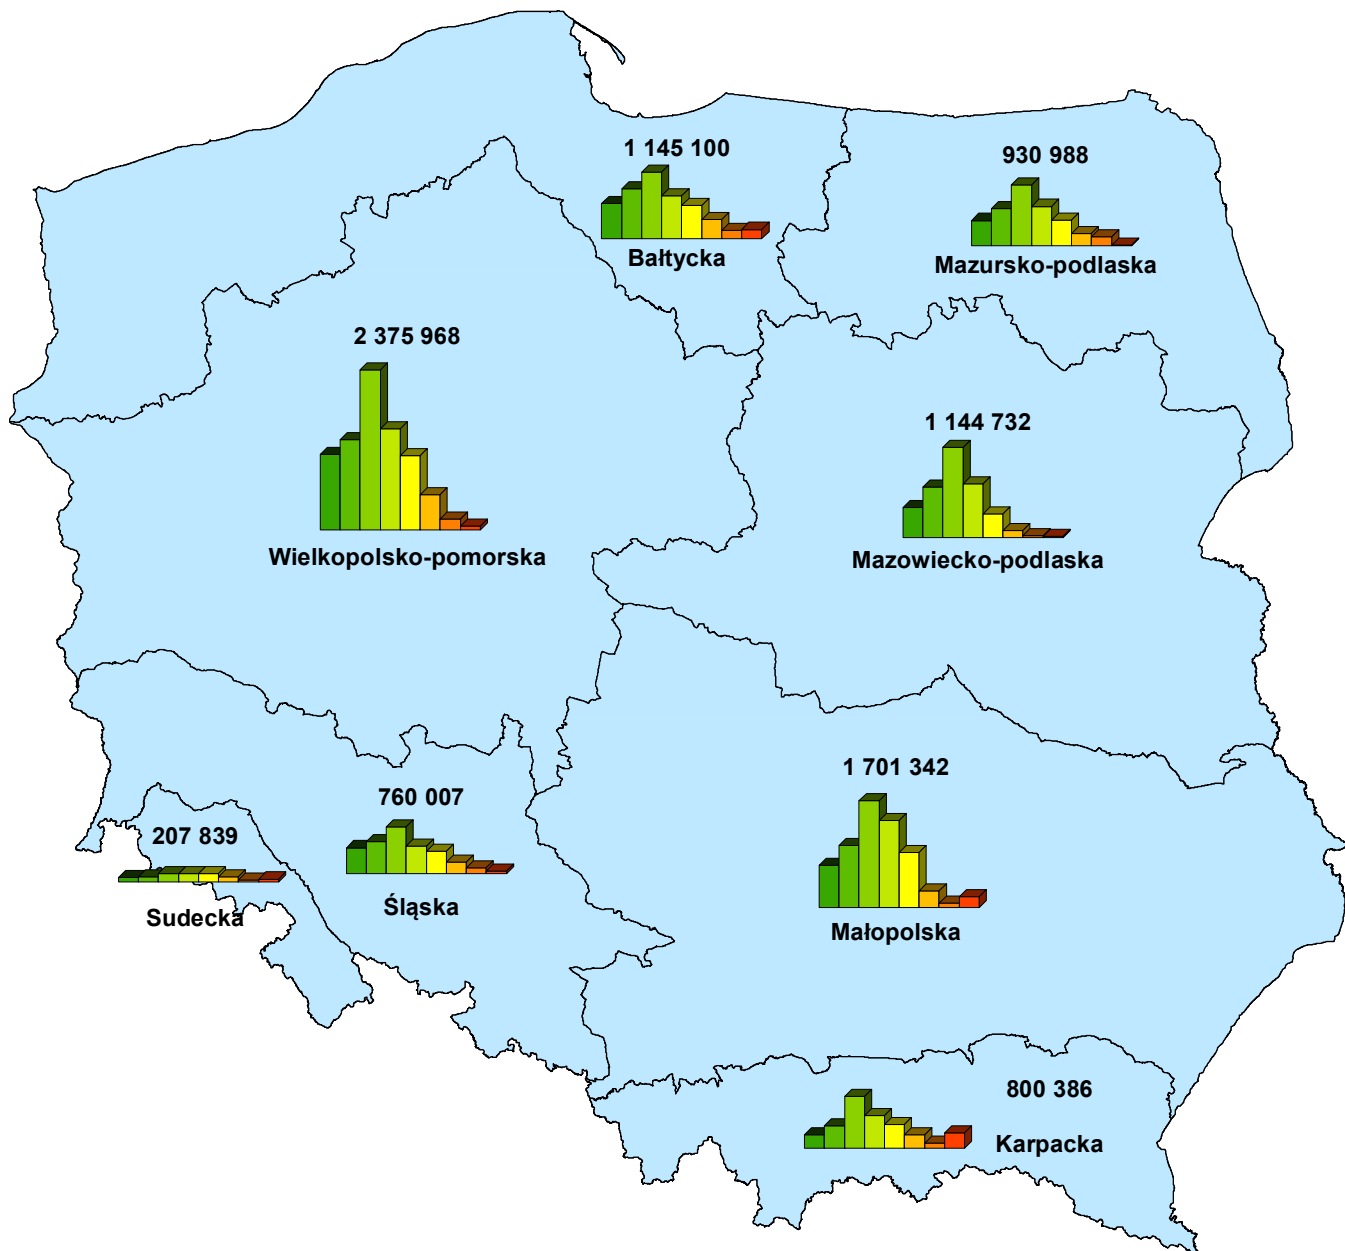 1 145 100
Bałtycka
930 988
Mazursko-podlaska
2 375 968
Wielkopolsko-pomorska
1 144 732
Mazowiecko-podlaska
760 007
Śląska
207 839
Sudecka
1 701 342
Małopolska
800 386
Karpacka